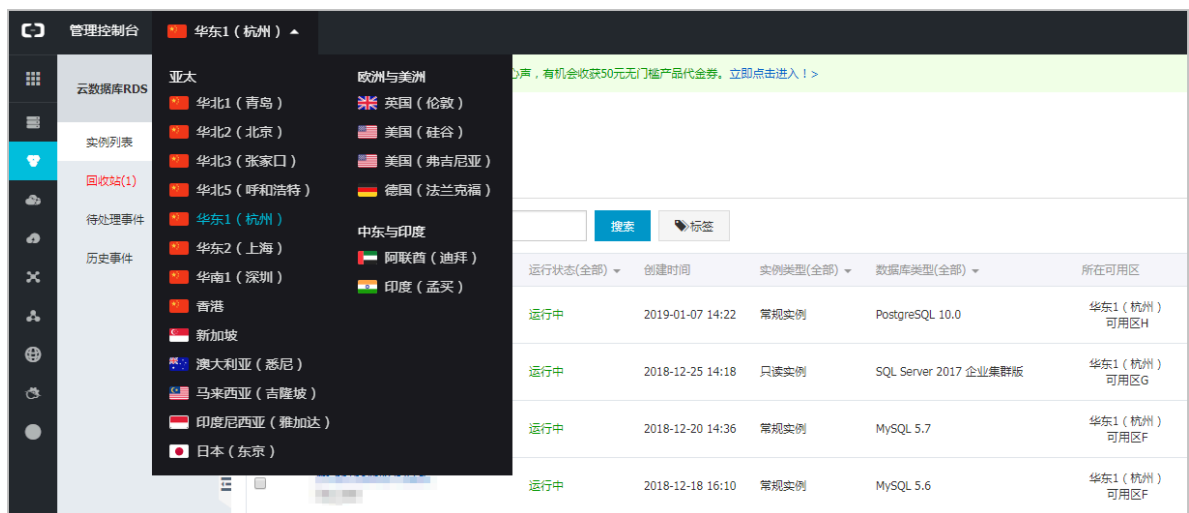 管理控制台
华东1 ( 杭州 )
亚太
华北1 ( 青岛 )
华北2 ( 北京 )
华北3 ( 张家口 )
华北5 ( 呼和浩特 )
华东1 ( 杭州 )
华东2 ( 上海 )
华南1 ( 深圳 )
香港
新加坡
澳大利亚 ( 悉尼 )
马来西亚 ( 吉隆坡 )
印度尼西亚 ( 雅加达 )
日本 ( 东京 )
欧洲与美洲
英国 ( 伦敦 )
美国 ( 硅谷 )
美国 ( 弗吉尼亚 )
德国 ( 法兰克福 )
中东与印度
阿联酋 ( 迪拜 )
印度 ( 孟买 )
云数据库RDS
实例列表
回收站(1)
待处理事件
历史事件
声，有机会收获50元无门槛产品代金券。立即点击进入！>
搜索
标签
运行状态(全部) 创建时间 实例类型(全部) 数据库类型(全部) 所在可用区
运行中 2019-01-07 14:22 常规实例 PostgreSQL 10.0 华东1 ( 杭州 )
可用区H
运行中 2018-12-25 14:18 只读实例 SQL Server 2017 企业集群版 华东1 ( 杭州 )
可用区G
运行中 2018-12-20 14:36 常规实例 MySQL 5.7 华东1 ( 杭州 )
可用区F
运行中 2018-12-18 16:10 常规实例 MySQL 5.6 华东1 ( 杭州 )
可用区F